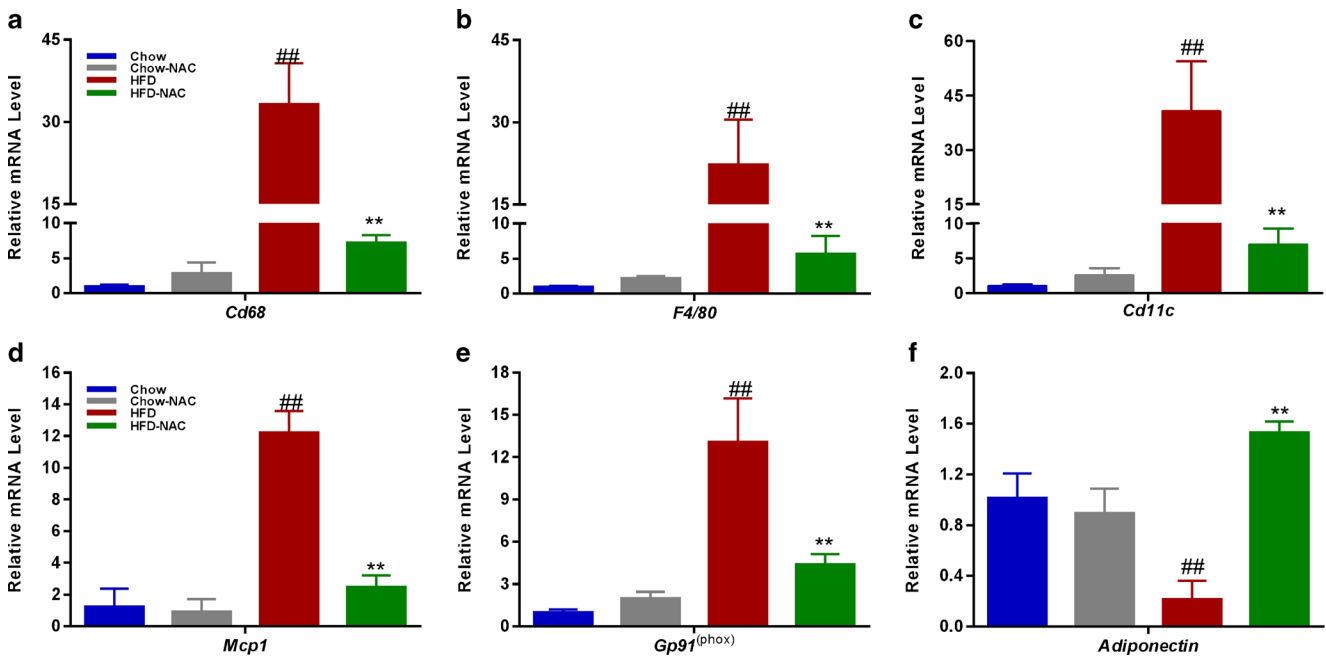 a
Relative mRNA Level
45
30
15
10
5
0
Chow
Chow-NAC
HFD
HFD-NAC
##
**
Cd68
b
Relative mRNA Level
45
30
15
10
5
0
##
**
F4/80
c
Relative mRNA Level
60
45
30
15
10
5
0
##
**
Cd11c
d
Relative mRNA Level
16
14
12
10
8
6
4
2
0
Chow
Chow-NAC
HFD
HFD-NAC
##
**
Mcp1
e
Relative mRNA Level
18
15
12
9
6
3
0
##
**
Gp91(phox)
f
Relative mRNA Level
2.0
1.6
1.2
0.8
0.4
0.0
##
**
Adiponectin